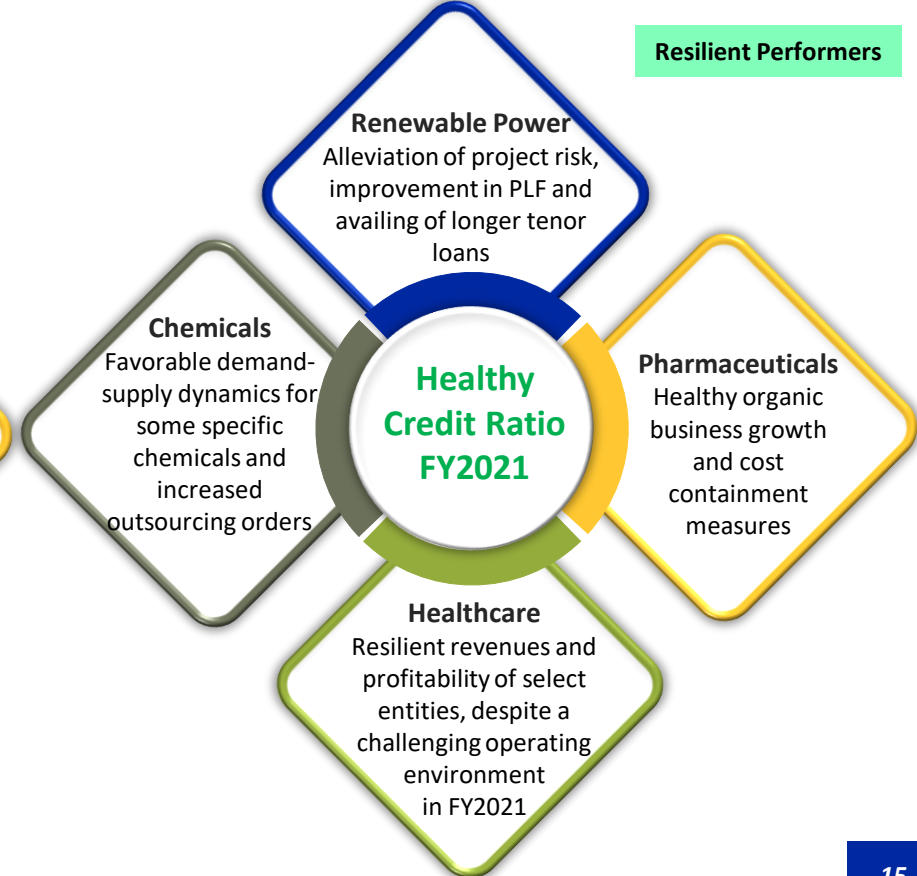 Resilient Performers
Renewable Power
Alleviation of project risk,
improvement in PLF and
availing of longer tenor
loans
Chemicals
Favorable demand-
supply dynamics for
some specific
chemicals and
increased
outsourcing orders
Healthy
Credit Ratio
FY2021
Pharmaceuticals
Healthy organic
business growth
and cost
containment
measures
Healthcare
Resilient revenues and
profitability of select
entities, despite a
challenging operating
environment
in FY2021
15